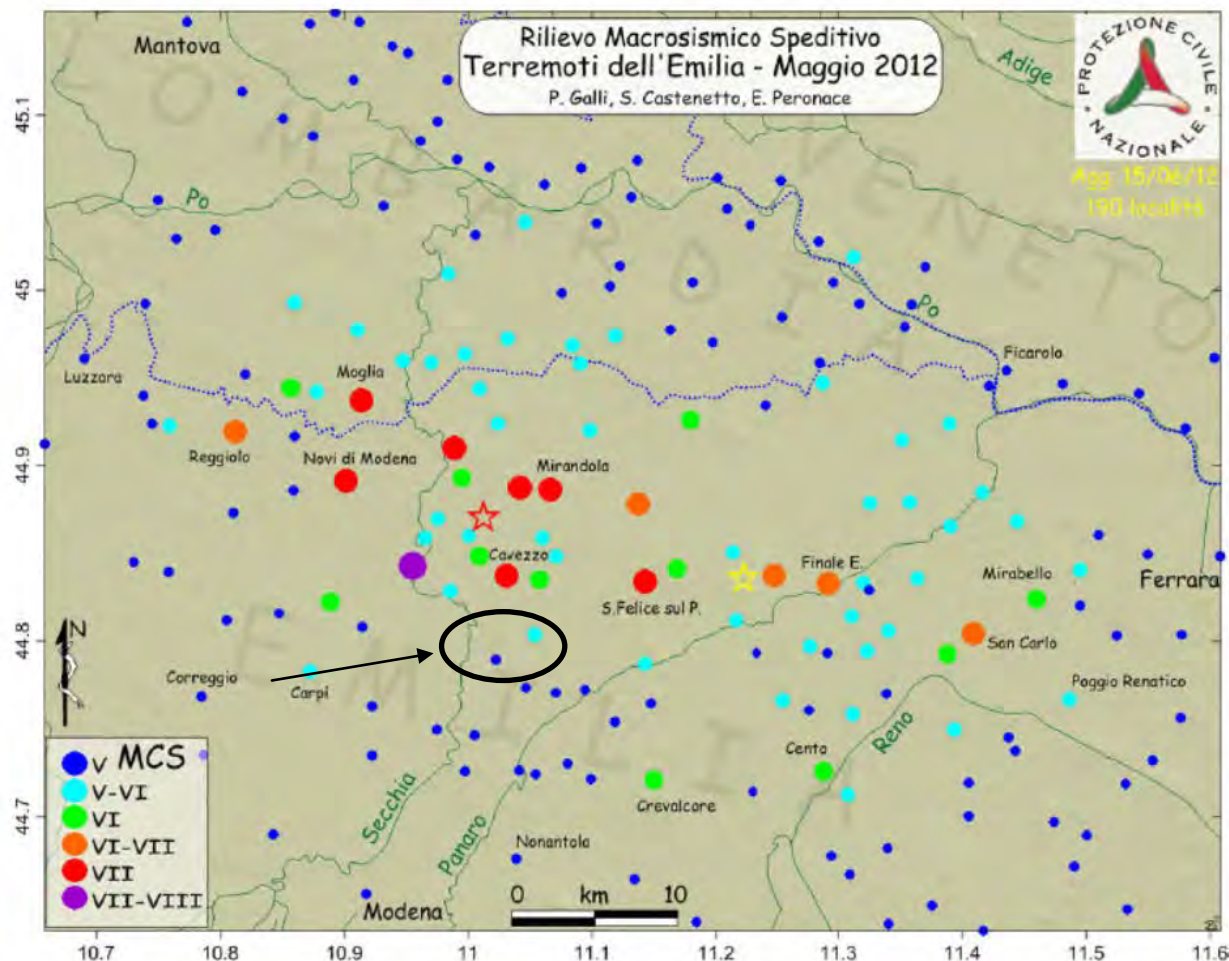 Rilievo Macrosismico Speditivo
Terremoti dell'Emilia - Maggio 2012
P. Galli, S. Castenetto, E. Peronace
PROTEZIONE CIVILE
NAZIONALE
Agg. 15/06/12
190 località
Mantova
Adige
LOMBARDIA
VENETO
Po
Po
Ficarolo
Luzzara
Moglia
Reggiolo
Novi di Modena
Mirandola
Cavezzo
Finale E.
Mirabello
Ferrara
S.Felice sul P.
San Carlo
N
EMILIA
Correggio
Carpi
Poggio Renatico
Cento
Reno
Crevalcore
Secchia
Panaro
Nonantola
Modena
MCS
V
V-VI
VI
VI-VII
VII
VII-VIII
0 km 10
45.1
45
44.9
44.8
44.7
10.7 10.8 10.9 11 11.1 11.2 11.3 11.4 11.5 11.6